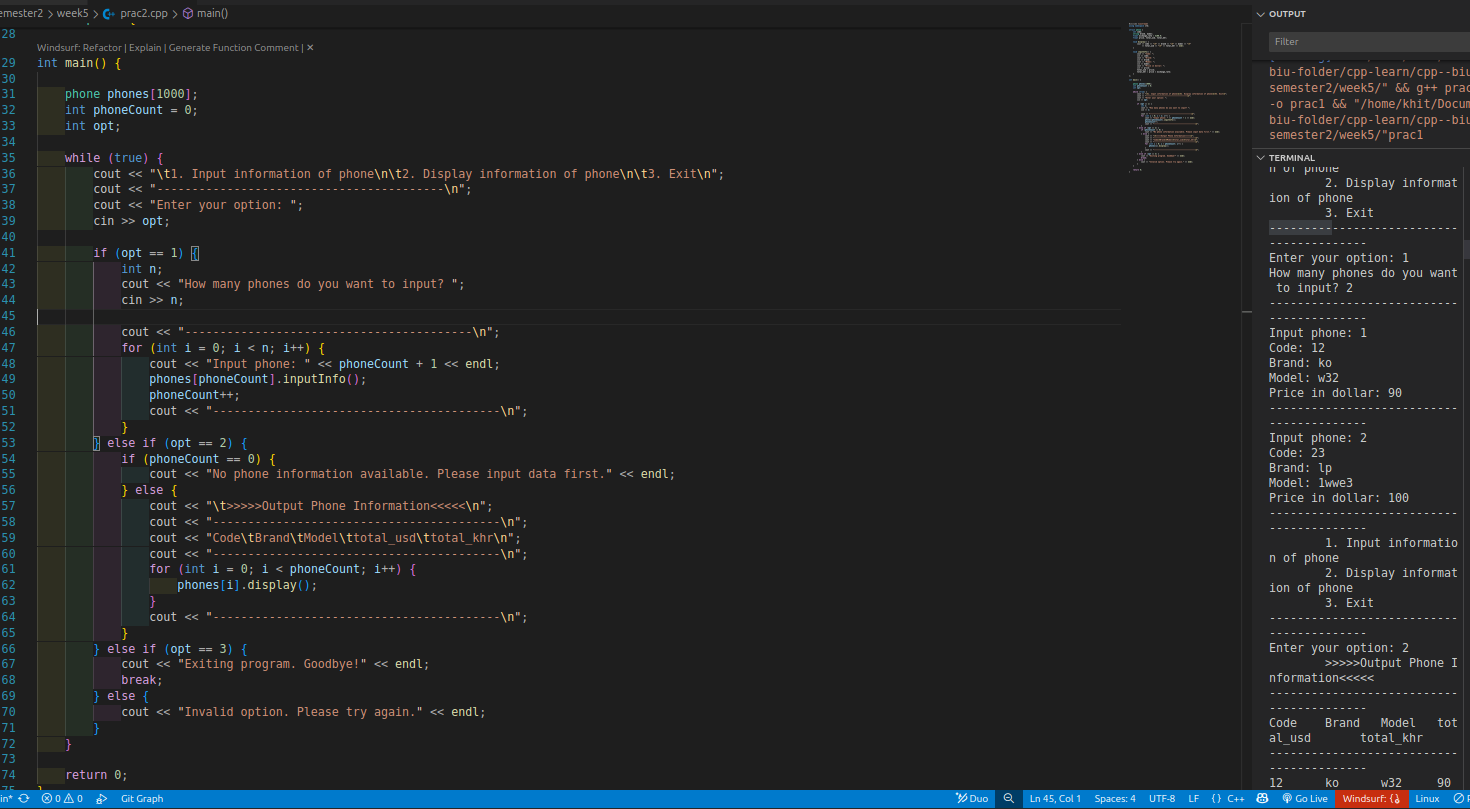 emester2 > week5 > prac2.cpp > main()
28
Windsurf: Refactor | Explain | Generate Function Comment | ✕
29 int main() {
30
31 phone phones[1000];
32 int phoneCount = 0;
33 int opt;
34
35 while (true) {
36 cout << "\t1. Input information of phone\n\t2. Display information of phone\n\t3. Exit\n";
37 cout << "-----------------------------------------\n";
38 cout << "Enter your option: ";
39 cin >> opt;
40
41 if (opt == 1) {
42 int n;
43 cout << "How many phones do you want to input? ";
44 cin >> n;
45
46 cout << "-----------------------------------------\n";
47 for (int i = 0; i < n; i++) {
48 cout << "Input phone: " << phoneCount + 1 << endl;
49 phones[phoneCount].inputInfo();
50 phoneCount++;
51 cout << "-----------------------------------------\n";
52 }
53 } else if (opt == 2) {
54 if (phoneCount == 0) {
55 cout << "No phone information available. Please input data first." << endl;
56 } else {
57 cout << "\t>>>>>Output Phone Information<<<<<\n";
58 cout << "-----------------------------------------\n";
59 cout << "Code\tBrand\tModel\ttotal_usd\ttotal_khr\n";
60 cout << "-----------------------------------------\n";
61 for (int i = 0; i < phoneCount; i++) {
62 phones[i].display();
63 }
64 cout << "-----------------------------------------\n";
65 }
66 } else if (opt == 3) {
67 cout << "Exiting program. Goodbye!" << endl;
68 break;
69 } else {
70 cout << "Invalid option. Please try again." << endl;
71 }
72 }
73
74 return 0;
75 }
OUTPUT
Filter
biu-folder/cpp-learn/cpp--biu
semester2/week5/" && g++ prac
-o prac1 && "/home/khit/Docum
biu-folder/cpp-learn/cpp--biu
semester2/week5/"prac1
TERMINAL
n of phone
2. Display informat
ion of phone
3. Exit
---------------------------
--------------
Enter your option: 1
How many phones do you want
to input? 2
---------------------------
--------------
Input phone: 1
Code: 12
Brand: ko
Model: w32
Price in dollar: 90
---------------------------
--------------
Input phone: 2
Code: 23
Brand: lp
Model: 1wwe3
Price in dollar: 100
---------------------------
--------------
1. Input informatio
n of phone
2. Display informat
ion of phone
3. Exit
---------------------------
--------------
Enter your option: 2
>>>>>Output Phone I
nformation<<<<<
---------------------------
--------------
Code Brand Model tot
al_usd total_khr
---------------------------
--------------
12 ko w32 90
in* 0 0 Git Graph Duo Ln 45, Col 1 Spaces: 4 UTF-8 LF {} C++ Go Live Windsurf: {} Linux